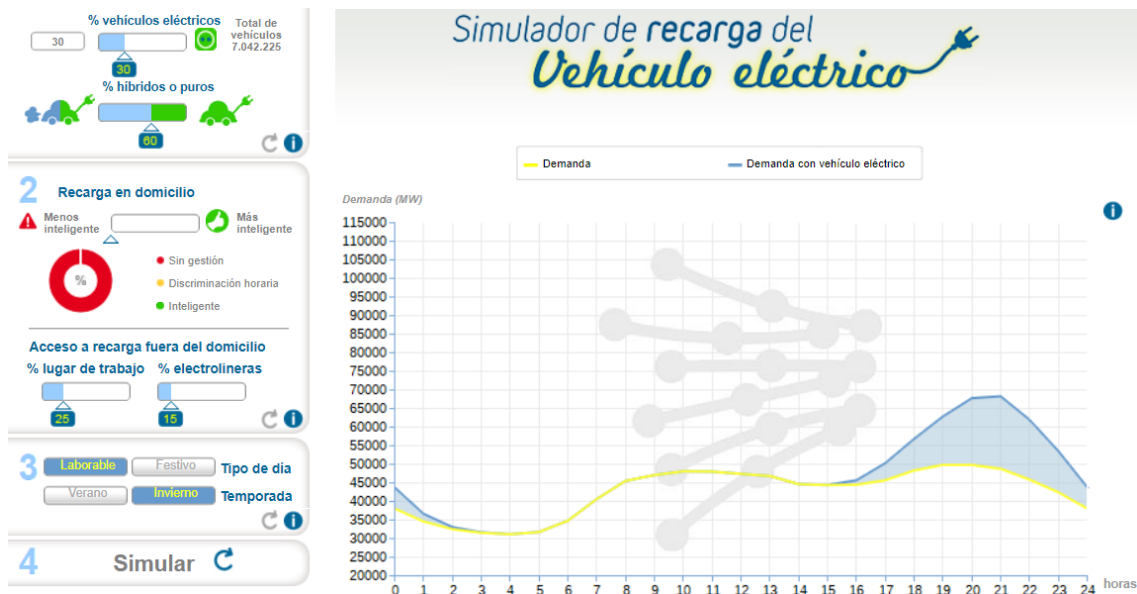 % vehículos eléctricos
30
Total de
vehículos
7.042.225
30
% híbridos o puros
60
2
Recarga en domicilio
Menos
inteligente
Más
inteligente
%
Sin gestión
Discriminación horaria
Inteligente
Acceso a recarga fuera del domicilio
% lugar de trabajo
% electrolineras
25
15
3
Laborable
Festivo
Tipo de día
Verano
Invierno
Temporada
4
Simular
Simulador de recarga del
Vehículo eléctrico
Demanda
Demanda con vehículo eléctrico
Demanda (MW)
115000
110000
105000
100000
95000
90000
85000
80000
75000
70000
65000
60000
55000
50000
45000
40000
35000
30000
25000
20000
0 1 2 3 4 5 6 7 8 9 10 11 12 13 14 15 16 17 18 19 20 21 22 23 24 horas